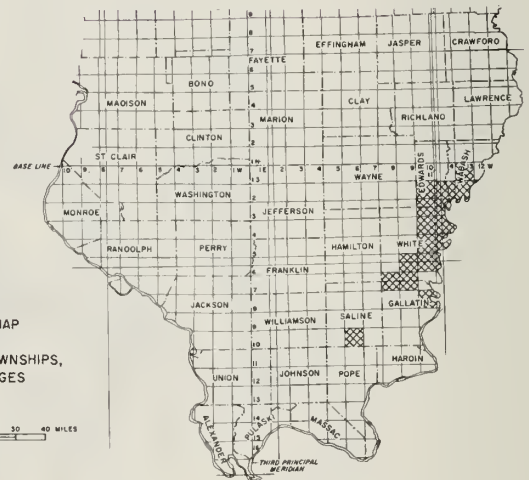 EFFINGHAM JASPER CRAWFORD
FAYETTE
BOND
MADISON CLAY LAWRENCE
MARION RICHLAND
CLINTON
ST CLAIR
BASE LINE
WAYNE EDWARDS WABASH
WASHINGTON
MONROE JEFFERSON
RANDOLPH PERRY HAMILTON WHITE
FRANKLIN
JACKSON GALLATIN
WILLIAMSON SALINE
UNION JOHNSON POPE HARDIN
ALEXANDER PULASKI MASSAC
THIRD PRINCIPAL
MERIDIAN
MAP
WNSHIPS,
GES
40 MILES